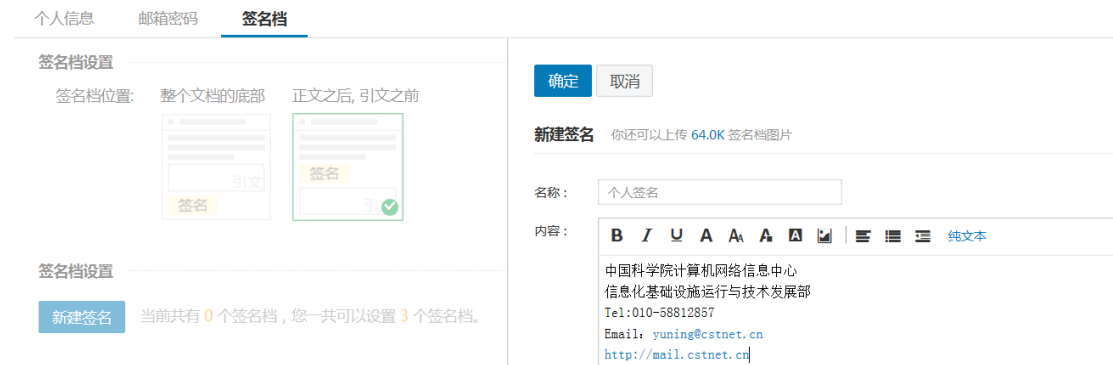 个人信息 邮箱密码 签名档
签名档设置
签名档位置: 整个文档的底部 正文之后, 引文之前
引文
签名
签名
引文
签名档设置
新建签名 当前共有 0 个签名档，您一共可以设置 3 个签名档。
确定 取消
新建签名 你还可以上传 64.0K 签名档图片
名称： 个人签名
内容： B I U A AA A A 纯文本
中国科学院计算机网络信息中心
信息化基础设施运行与技术发展部
Tel:010-58812857
Email：yuning@cstnet.cn
http://mail.cstnet.cn